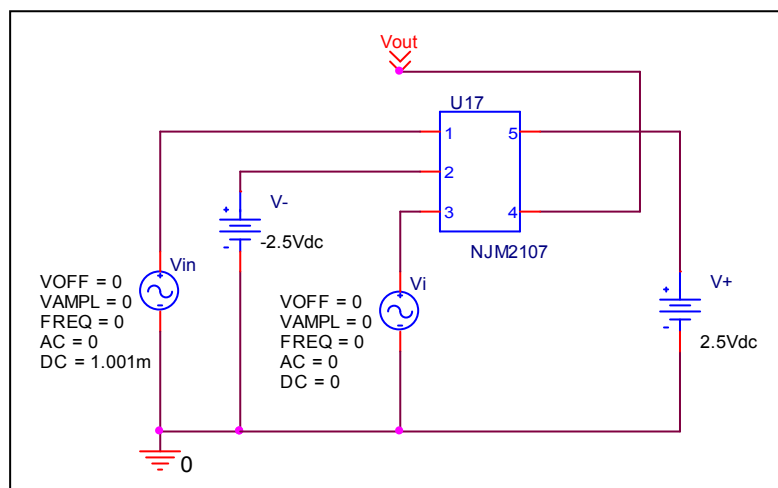 Vout
U17
1
5
2
V-
-2.5Vdc
3
4
NJM2107
Vin
VOFF = 0
VAMPL = 0
FREQ = 0
AC = 0
DC = 1.001m
Vi
VOFF = 0
VAMPL = 0
FREQ = 0
AC = 0
DC = 0
V+
2.5Vdc
0